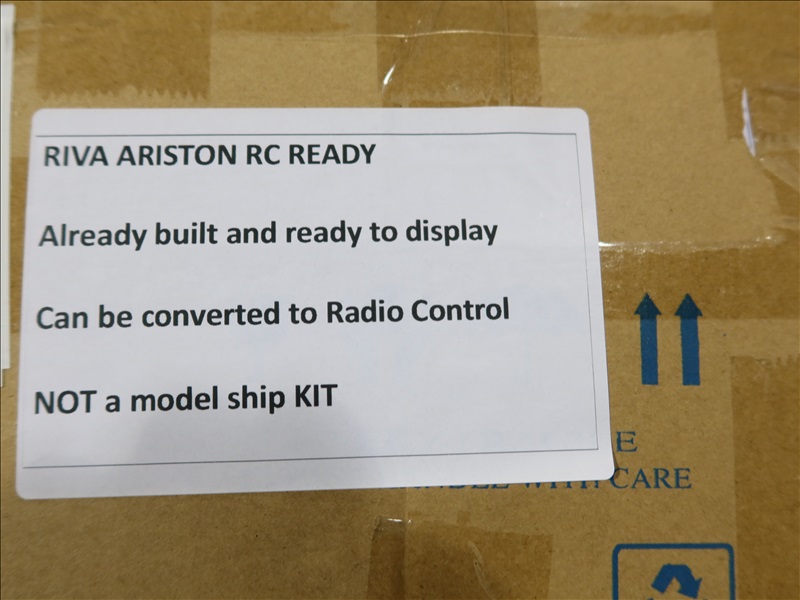 RIVA ARISTON RC READY
Already built and ready to display
Can be converted to Radio Control
NOT a model ship KIT
WITH CARE